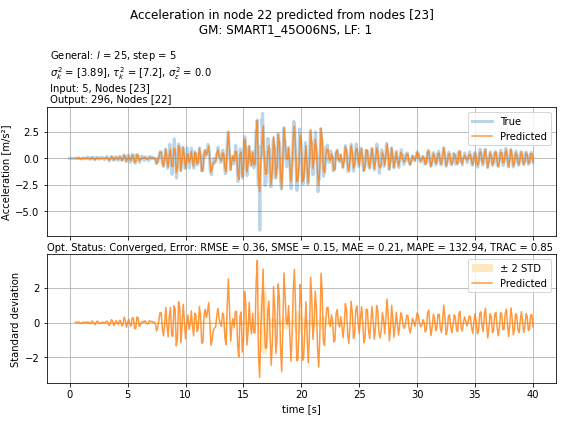 Acceleration in node 22 predicted from nodes [23]
GM: SMART1_45O06NS, LF: 1
General: l = 25, step = 5
σ²ₖ = [3.89], τ²ₖ = [7.2], σ²ₑ = 0.0
Input: 5, Nodes [23]
Output: 296, Nodes [22]
Acceleration [m/s²]
2.5
0.0
−2.5
−5.0
True
Predicted
Opt. Status: Converged, Error: RMSE = 0.36, SMSE = 0.15, MAE = 0.21, MAPE = 132.94, TRAC = 0.85
Standard deviation
2
0
−2
± 2 STD
Predicted
0 5 10 15 20 25 30 35 40
time [s]